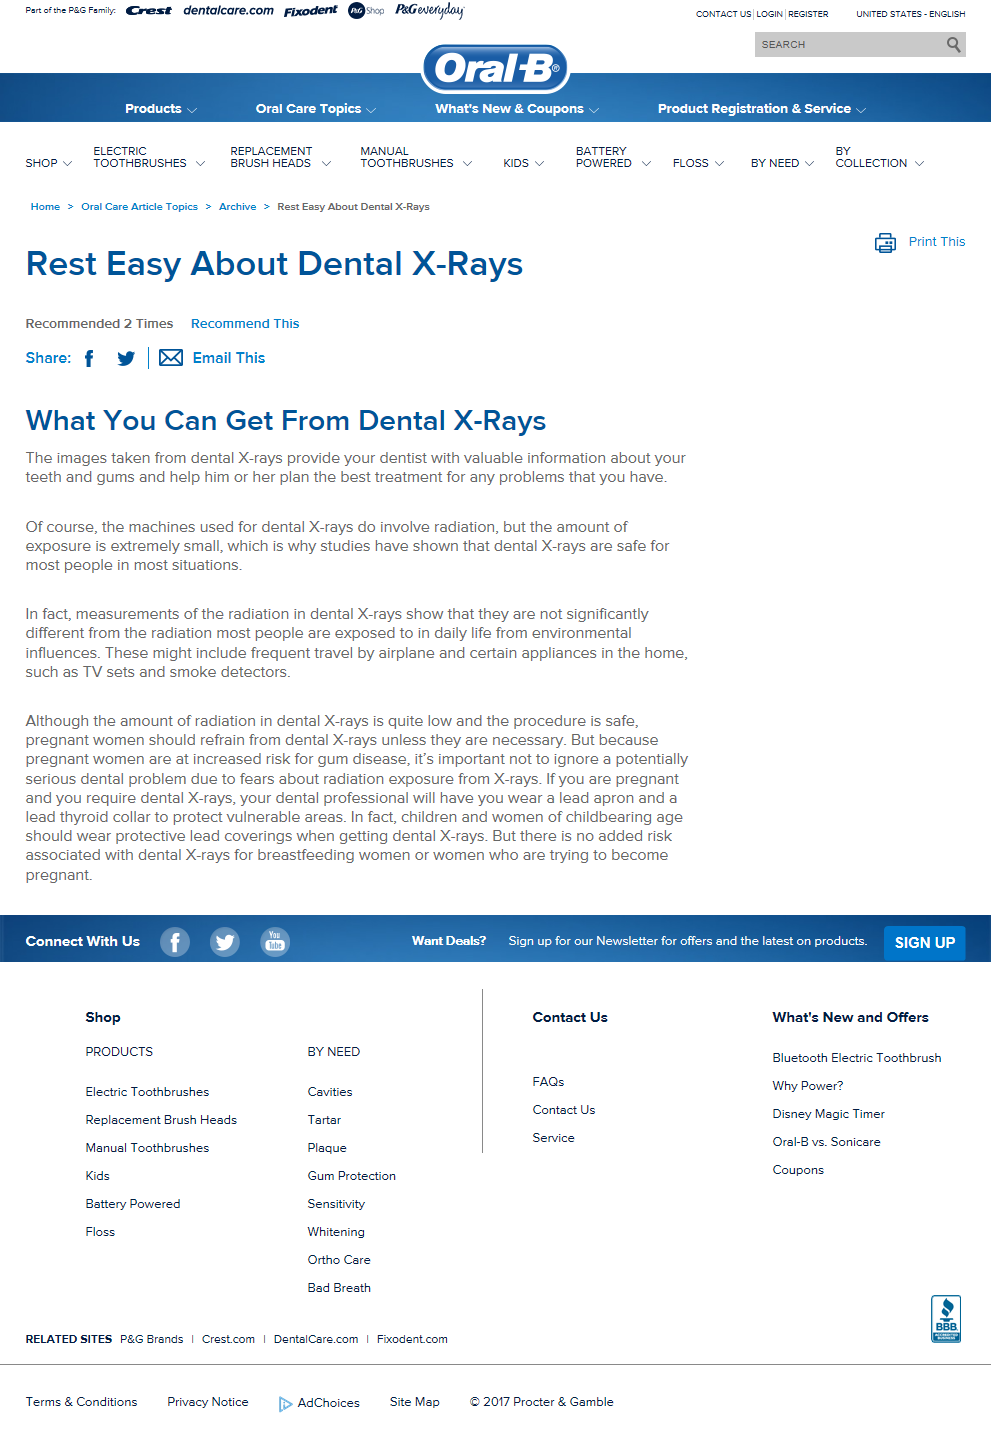 Part of the P&G Family: Crest dentalcare.com Fixodent P&G Shop P&G everyday
CONTACT US | LOGIN | REGISTER UNITED STATES - ENGLISH
SEARCH
Oral-B®
Products Oral Care Topics What's New & Coupons Product Registration & Service
SHOP ELECTRIC TOOTHBRUSHES REPLACEMENT BRUSH HEADS MANUAL TOOTHBRUSHES KIDS BATTERY POWERED FLOSS BY NEED BY COLLECTION
Home > Oral Care Article Topics > Archive > Rest Easy About Dental X-Rays
Print This
Rest Easy About Dental X-Rays
Recommended 2 Times Recommend This
Share: Email This
What You Can Get From Dental X-Rays
The images taken from dental X-rays provide your dentist with valuable information about your
teeth and gums and help him or her plan the best treatment for any problems that you have.
Of course, the machines used for dental X-rays do involve radiation, but the amount of
exposure is extremely small, which is why studies have shown that dental X-rays are safe for
most people in most situations.
In fact, measurements of the radiation in dental X-rays show that they are not significantly
different from the radiation most people are exposed to in daily life from environmental
influences. These might include frequent travel by airplane and certain appliances in the home,
such as TV sets and smoke detectors.
Although the amount of radiation in dental X-rays is quite low and the procedure is safe,
pregnant women should refrain from dental X-rays unless they are necessary. But because
pregnant women are at increased risk for gum disease, it's important not to ignore a potentially
serious dental problem due to fears about radiation exposure from X-rays. If you are pregnant
and you require dental X-rays, your dental professional will have you wear a lead apron and a
lead thyroid collar to protect vulnerable areas. In fact, children and women of childbearing age
should wear protective lead coverings when getting dental X-rays. But there is no added risk
associated with dental X-rays for breastfeeding women or women who are trying to become
pregnant.
Connect With Us You Tube Want Deals? Sign up for our Newsletter for offers and the latest on products. SIGN UP
Shop
PRODUCTS
Electric Toothbrushes
Replacement Brush Heads
Manual Toothbrushes
Kids
Battery Powered
Floss
BY NEED
Cavities
Tartar
Plaque
Gum Protection
Sensitivity
Whitening
Ortho Care
Bad Breath
Contact Us
FAQs
Contact Us
Service
What's New and Offers
Bluetooth Electric Toothbrush
Why Power?
Disney Magic Timer
Oral-B vs. Sonicare
Coupons
BBB.
ACCREDITED
BUSINESS
RELATED SITES P&G Brands | Crest.com | DentalCare.com | Fixodent.com
Terms & Conditions Privacy Notice AdChoices Site Map © 2017 Procter & Gamble